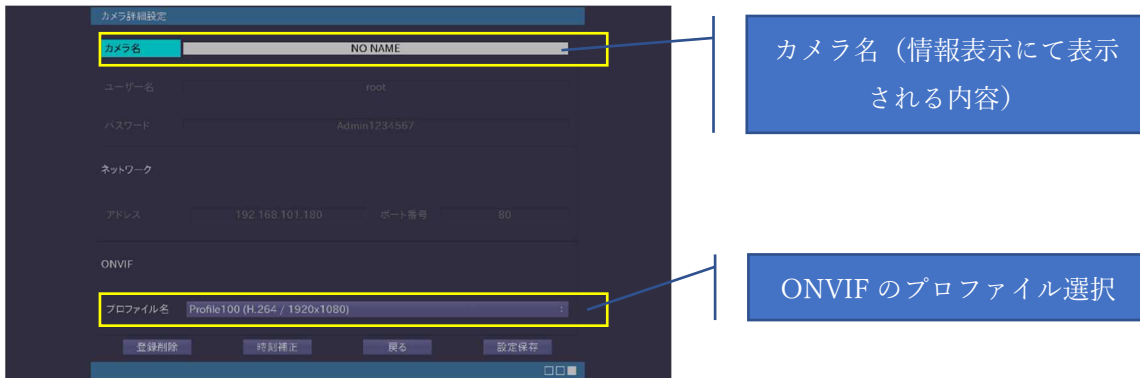 カメラ詳細設定
カメラ名 NO NAME
ユーザー名 root
パスワード Admin1234567
ネットワーク
アドレス 192.168.101.180 ポート番号 80
ONVIF
プロファイル名 Profile100 (H.264 / 1920x1080)
登録削除 時刻補正 戻る 設定保存
カメラ名（情報表示にて表示
される内容）
ONVIF のプロファイル選択